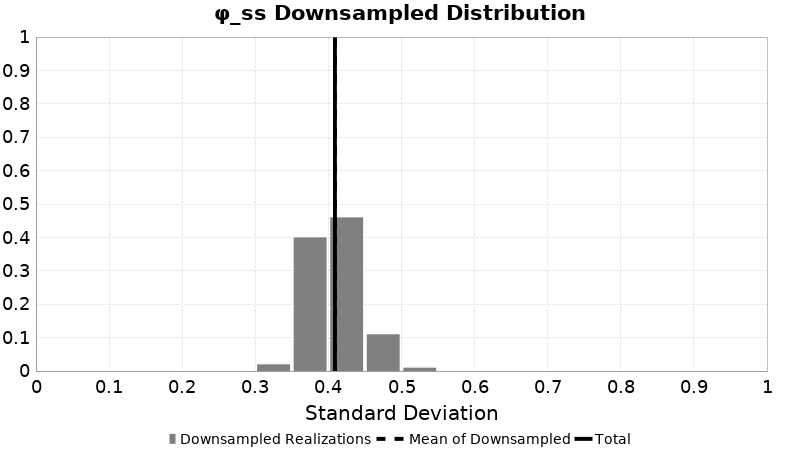 φ_ss Downsampled Distribution
1
0.9
0.8
0.7
0.6
0.5
0.4
0.3
0.2
0.1
0
0 0.1 0.2 0.3 0.4 0.5 0.6 0.7 0.8 0.9 1
Standard Deviation
Downsampled Realizations Mean of Downsampled Total